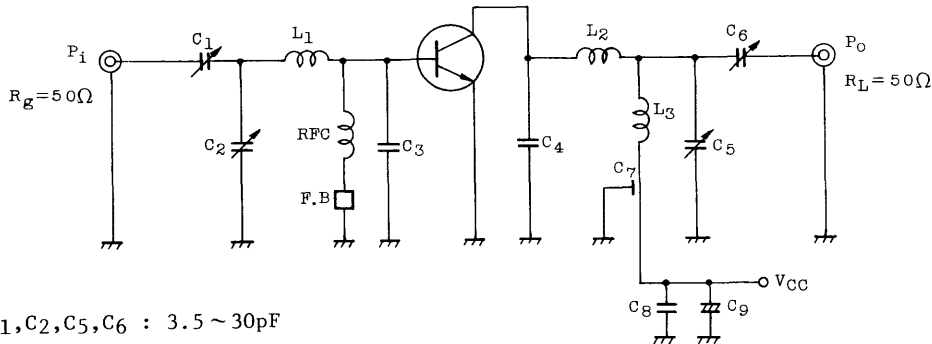 Pi
Rg=50Ω
C1
L1
C2
RFC
F.B
C3
C4
L2
L3
C7
C5
C6
Po
RL=50Ω
C8
C9
VCC
1,C2,C5,C6 : 3.5~30pF